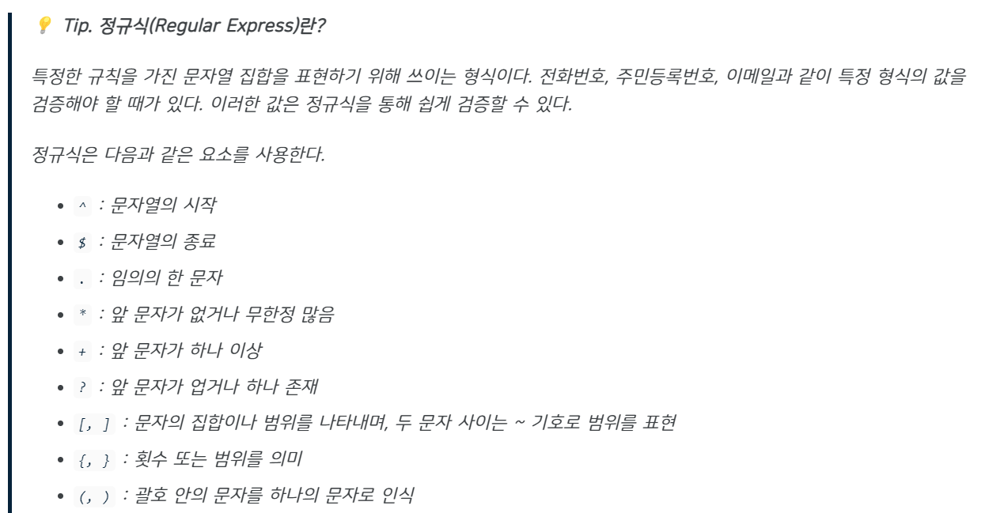 💡 Tip. 정규식(Regular Express)란?
특정한 규칙을 가진 문자열 집합을 표현하기 위해 쓰이는 형식이다. 전화번호, 주민등록번호, 이메일과 같이 특정 형식의 값을
검증해야 할 때가 있다. 이러한 값은 정규식을 통해 쉽게 검증할 수 있다.
정규식은 다음과 같은 요소를 사용한다.
• ^ : 문자열의 시작
• $ : 문자열의 종료
• . : 임의의 한 문자
• * : 앞 문자가 없거나 무한정 많음
• + : 앞 문자가 하나 이상
• ? : 앞 문자가 업거나 하나 존재
• [, ] : 문자의 집합이나 범위를 나타내며, 두 문자 사이는 ~ 기호로 범위를 표현
• {, } : 횟수 또는 범위를 의미
• (, ) : 괄호 안의 문자를 하나의 문자로 인식